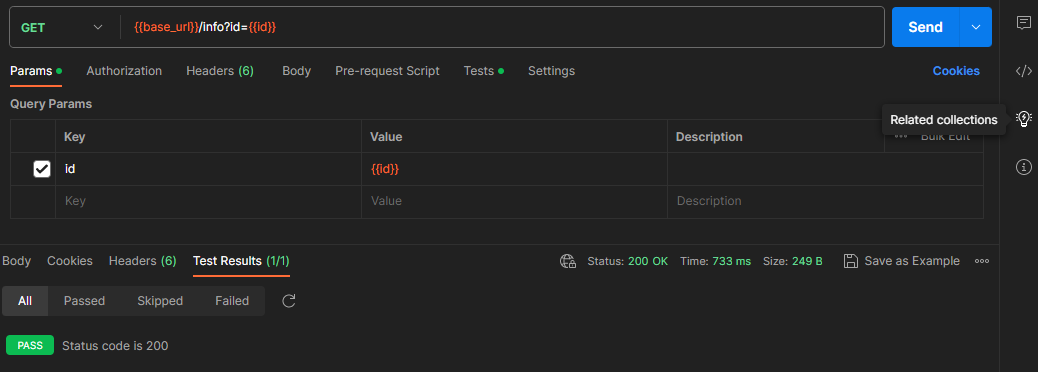 GET {{base_url}}/info?id={{id}} Send
Params Authorization Headers (6) Body Pre-request Script Tests Settings Cookies
Query Params
Related collections
Key Value Description ••• Bulk Edit
id {{id}}
Key Value Description
Body Cookies Headers (6) Test Results (1/1) Status: 200 OK Time: 733 ms Size: 249 B Save as Example
All Passed Skipped Failed
PASS Status code is 200